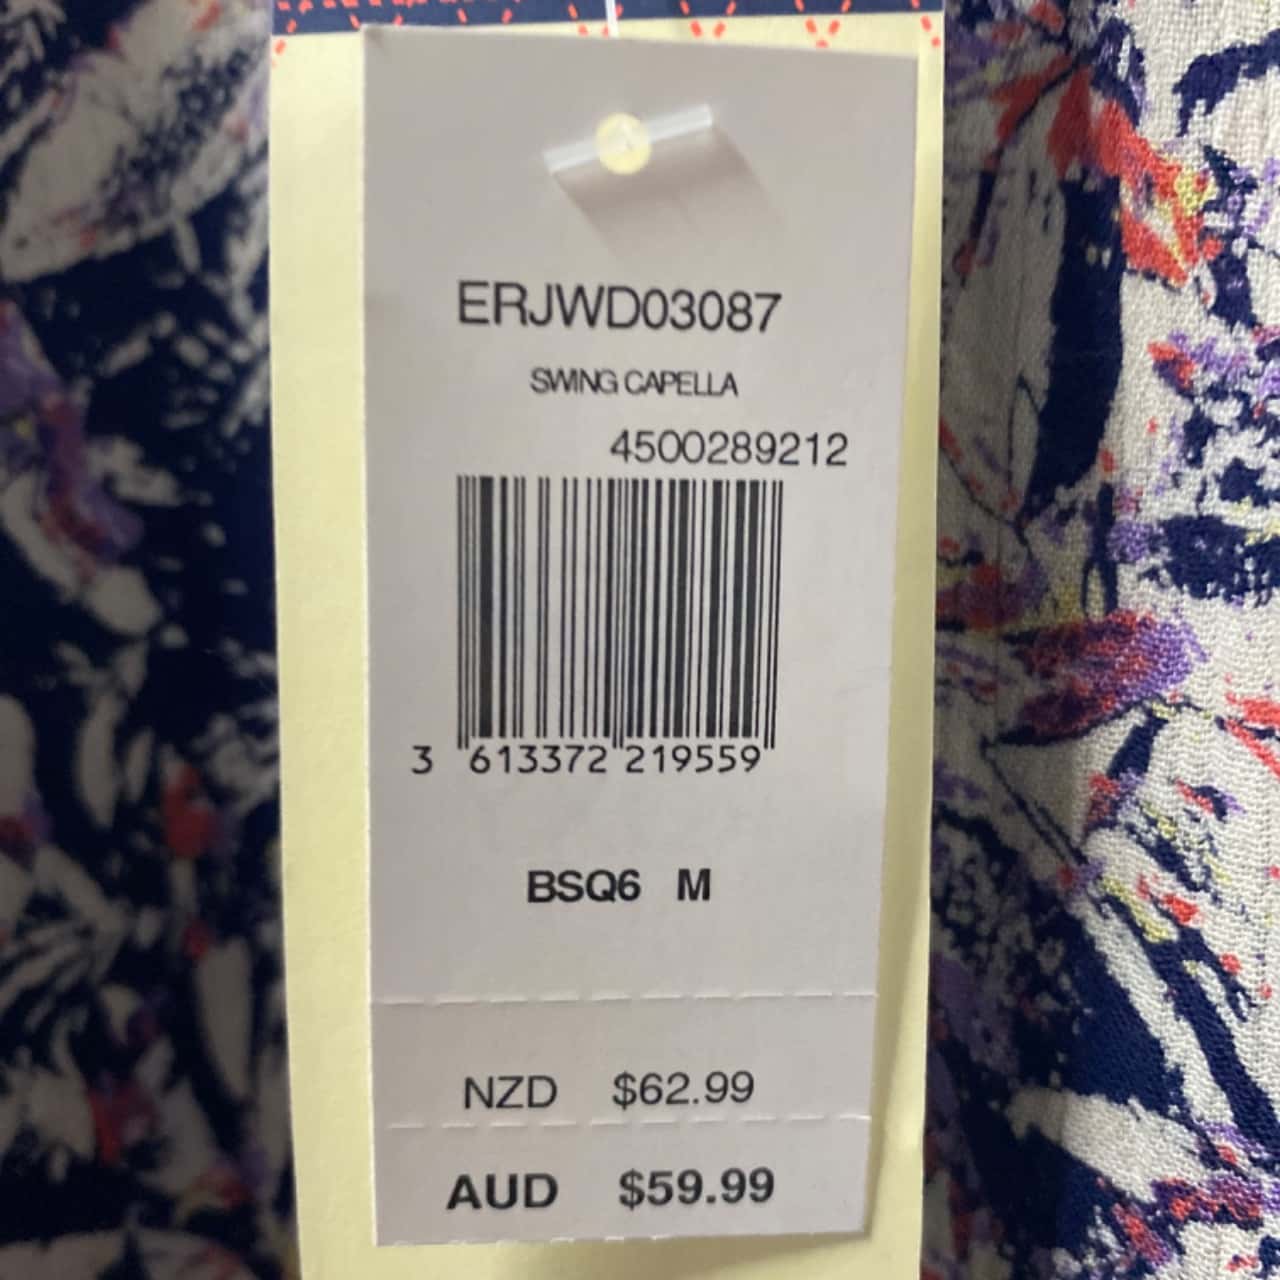 ERJWD03087
SWING CAPELLA
4500289212
3 613372 219559
BSQ6 M
NZD $62.99
AUD $59.99